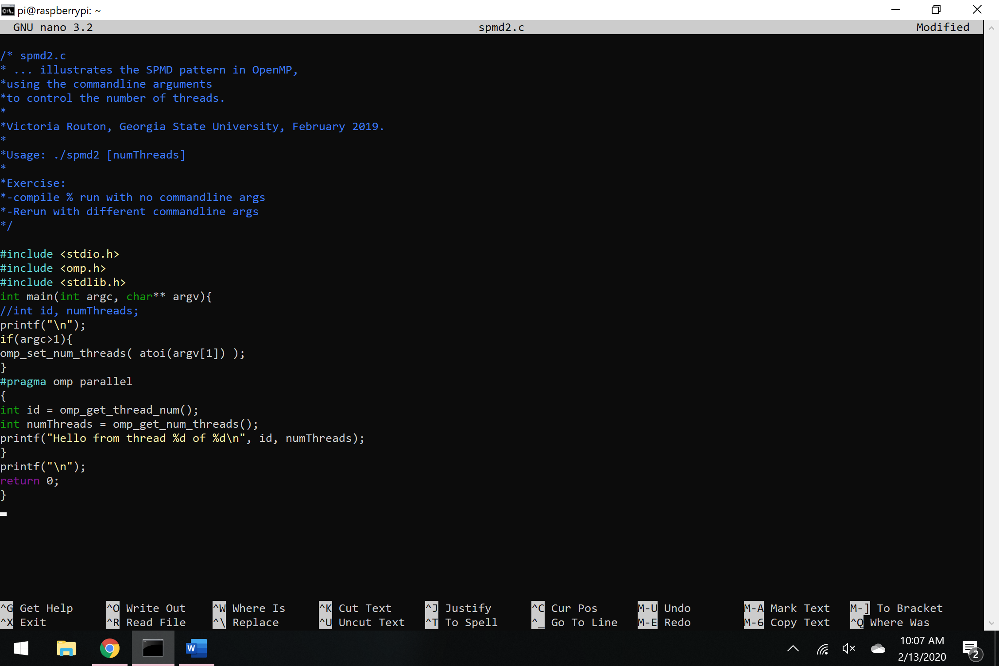 pi@raspberrypi: ~
GNU nano 3.2 spmd2.c Modified
/* spmd2.c
* ... illustrates the SPMD pattern in OpenMP,
*using the commandline arguments
*to control the number of threads.
*
*Victoria Routon, Georgia State University, February 2019.
*
*Usage: ./spmd2 [numThreads]
*
*Exercise:
*-compile % run with no commandline args
*-Rerun with different commandline args
*/
#include <stdio.h>
#include <omp.h>
#include <stdlib.h>
int main(int argc, char** argv){
//int id, numThreads;
printf("\n");
if(argc>1){
omp_set_num_threads( atoi(argv[1]) );
}
#pragma omp parallel
{
int id = omp_get_thread_num();
int numThreads = omp_get_num_threads();
printf("Hello from thread %d of %d\n", id, numThreads);
}
printf("\n");
return 0;
}
^G Get Help ^O Write Out ^W Where Is ^K Cut Text ^J Justify ^C Cur Pos M-U Undo M-A Mark Text M-] To Bracket
^X Exit ^R Read File ^\ Replace ^U Uncut Text ^T To Spell ^_ Go To Line M-E Redo M-6 Copy Text ^Q Where Was
W
10:07 AM
2/13/2020
2